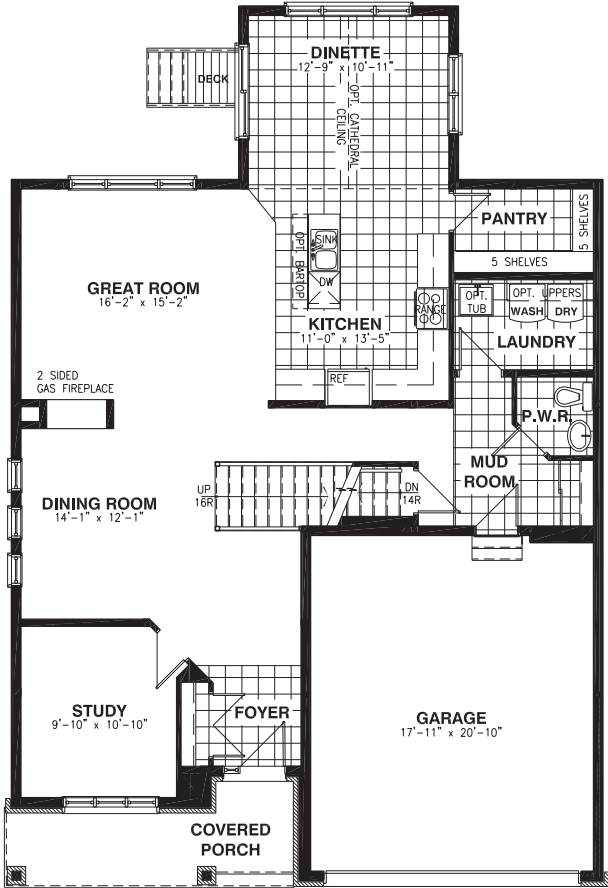 DINETTE
12'-9" x 10'-11"
DECK
OPT. CATHEDRAL
CEILING
PANTRY
5 SHELVES
5 SHELVES
SINK
DW
OPT. BARTOP
GREAT ROOM
16'-2" x 15'-2"
KITCHEN
11'-0" x 13'-5"
RANGE
REF
OPT.
TUB
OPT. UPPERS
WASH
DRY
LAUNDRY
2 SIDED
GAS FIREPLACE
P.W.R.
MUD
ROOM
UP
16R
DN
14R
DINING ROOM
14'-1" x 12'-1"
STUDY
9'-10" x 10'-10"
FOYER
GARAGE
17'-11" x 20'-10"
COVERED
PORCH